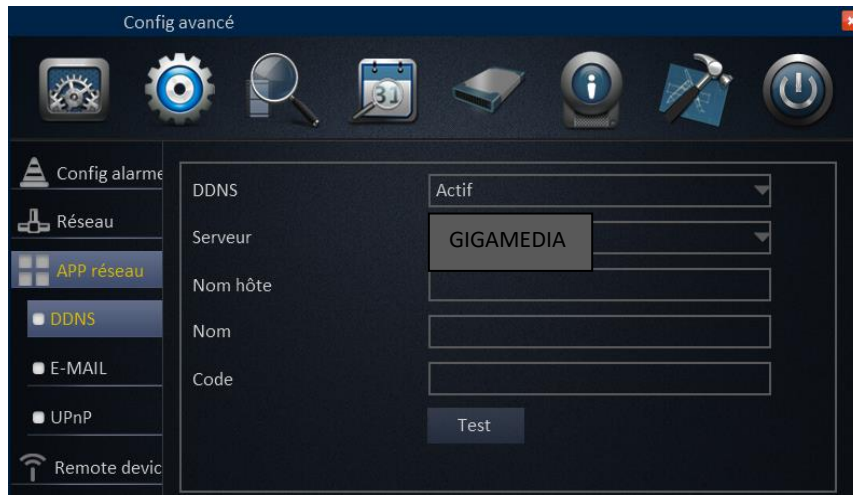 Config avancé
31
Config alarme
Réseau
APP réseau
DDNS
E-MAIL
UPnP
Remote devic
DDNS Actif
Serveur GIGAMEDIA
Nom hôte
Nom
Code
Test